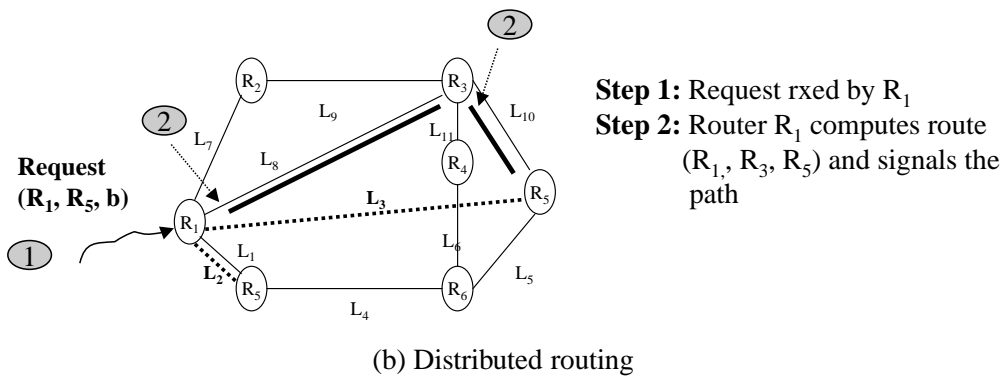 2
R2
R3
Step 1: Request rxed by R1
L10
L9
2
L11
Step 2: Router R1 computes route
L7
L8
R4
(R1, R3, R5) and signals the
path
Request
(R1, R5, b)
L3
R5
R1
1
L1
L2
L6
L5
R5
R6
L4
(b) Distributed routing